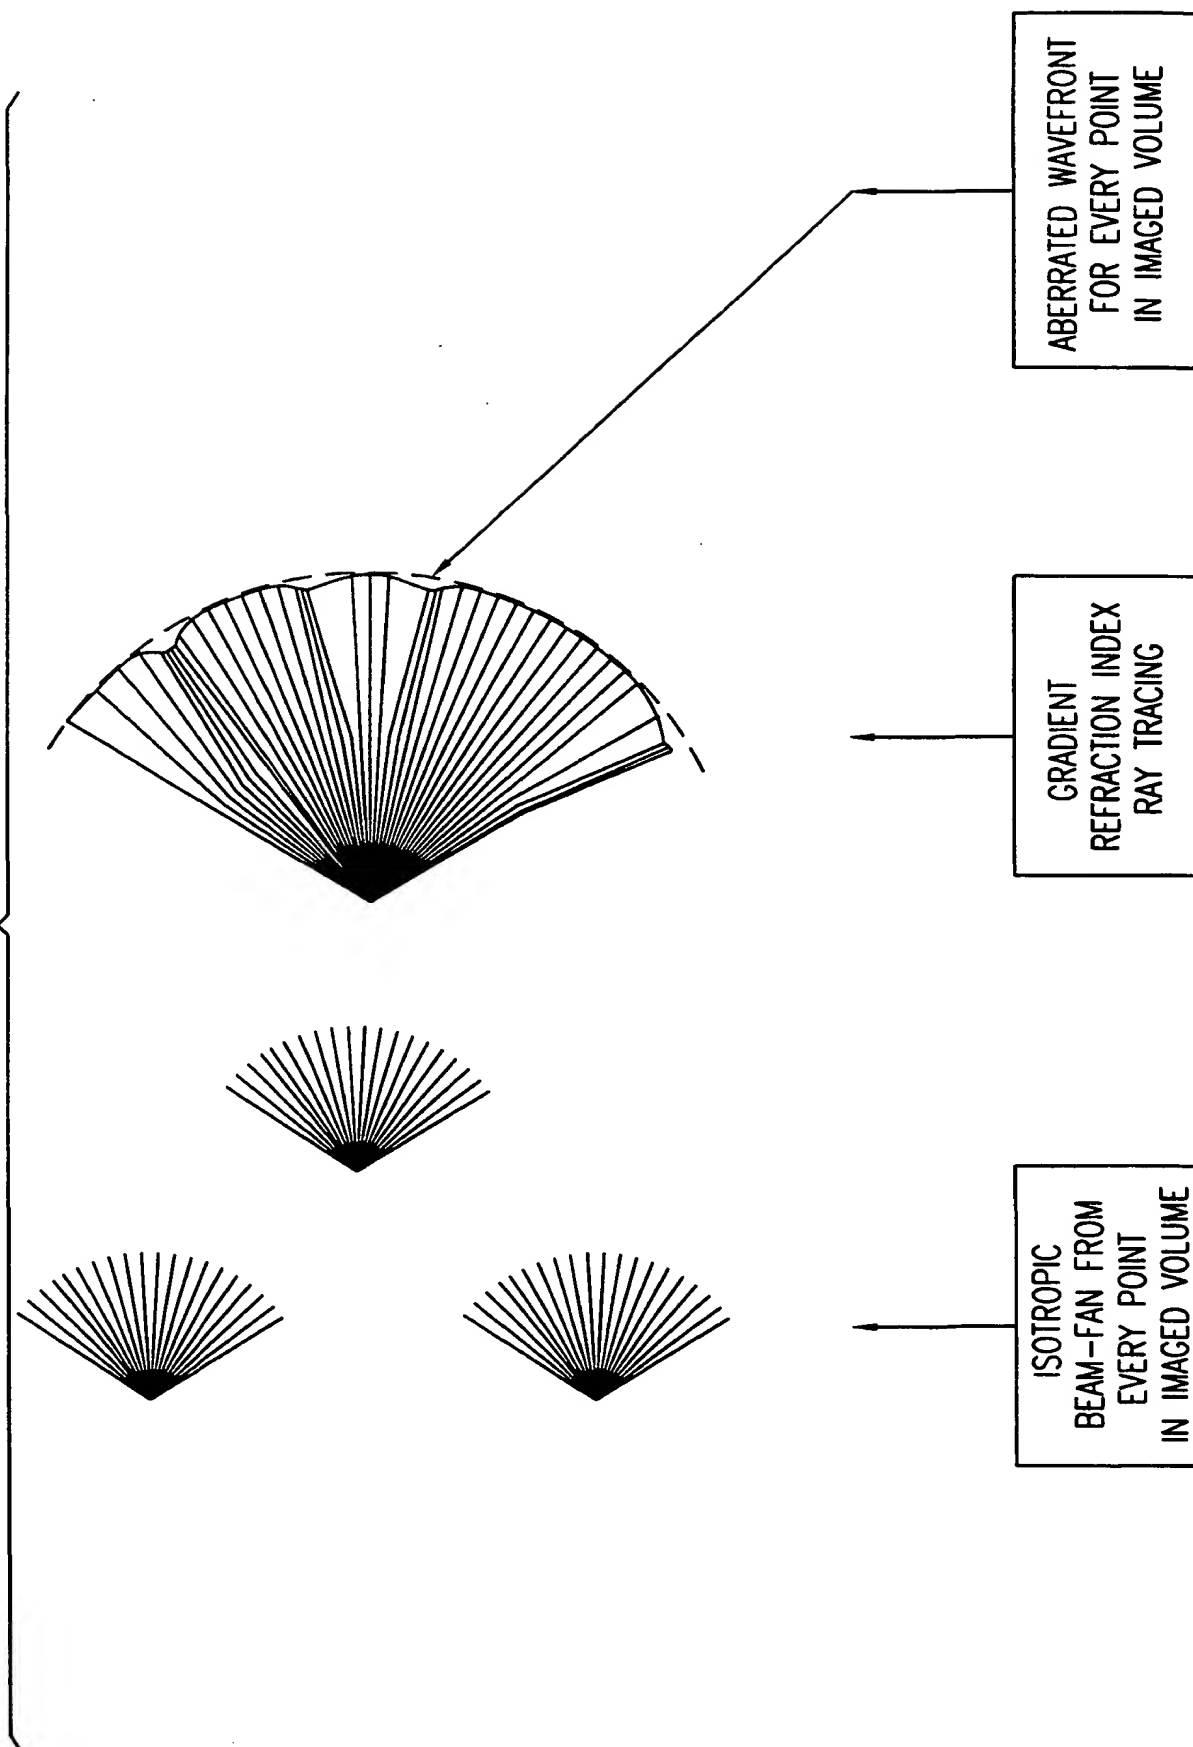 ISOTROPIC
BEAM-FAN FROM
EVERY POINT
IN IMAGED VOLUME
GRADIENT
REFRACTION INDEX
RAY TRACING
ABERRATED WAVEFRONT
FOR EVERY POINT
IN IMAGED VOLUME